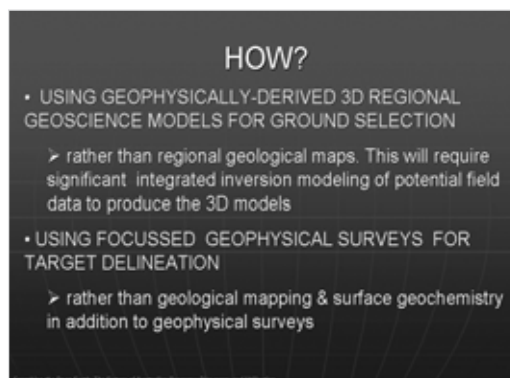 HOW?
• USING GEOPHYSICALLY-DERIVED 3D REGIONAL
GEOSCIENCE MODELS FOR GROUND SELECTION
➢ rather than regional geological maps. This will require
significant integrated inversion modeling of potential field
data to produce the 3D models
• USING FOCUSSED GEOPHYSICAL SURVEYS FOR
TARGET DELINEATION
➢ rather than geological mapping & surface geochemistry
in addition to geophysical surveys